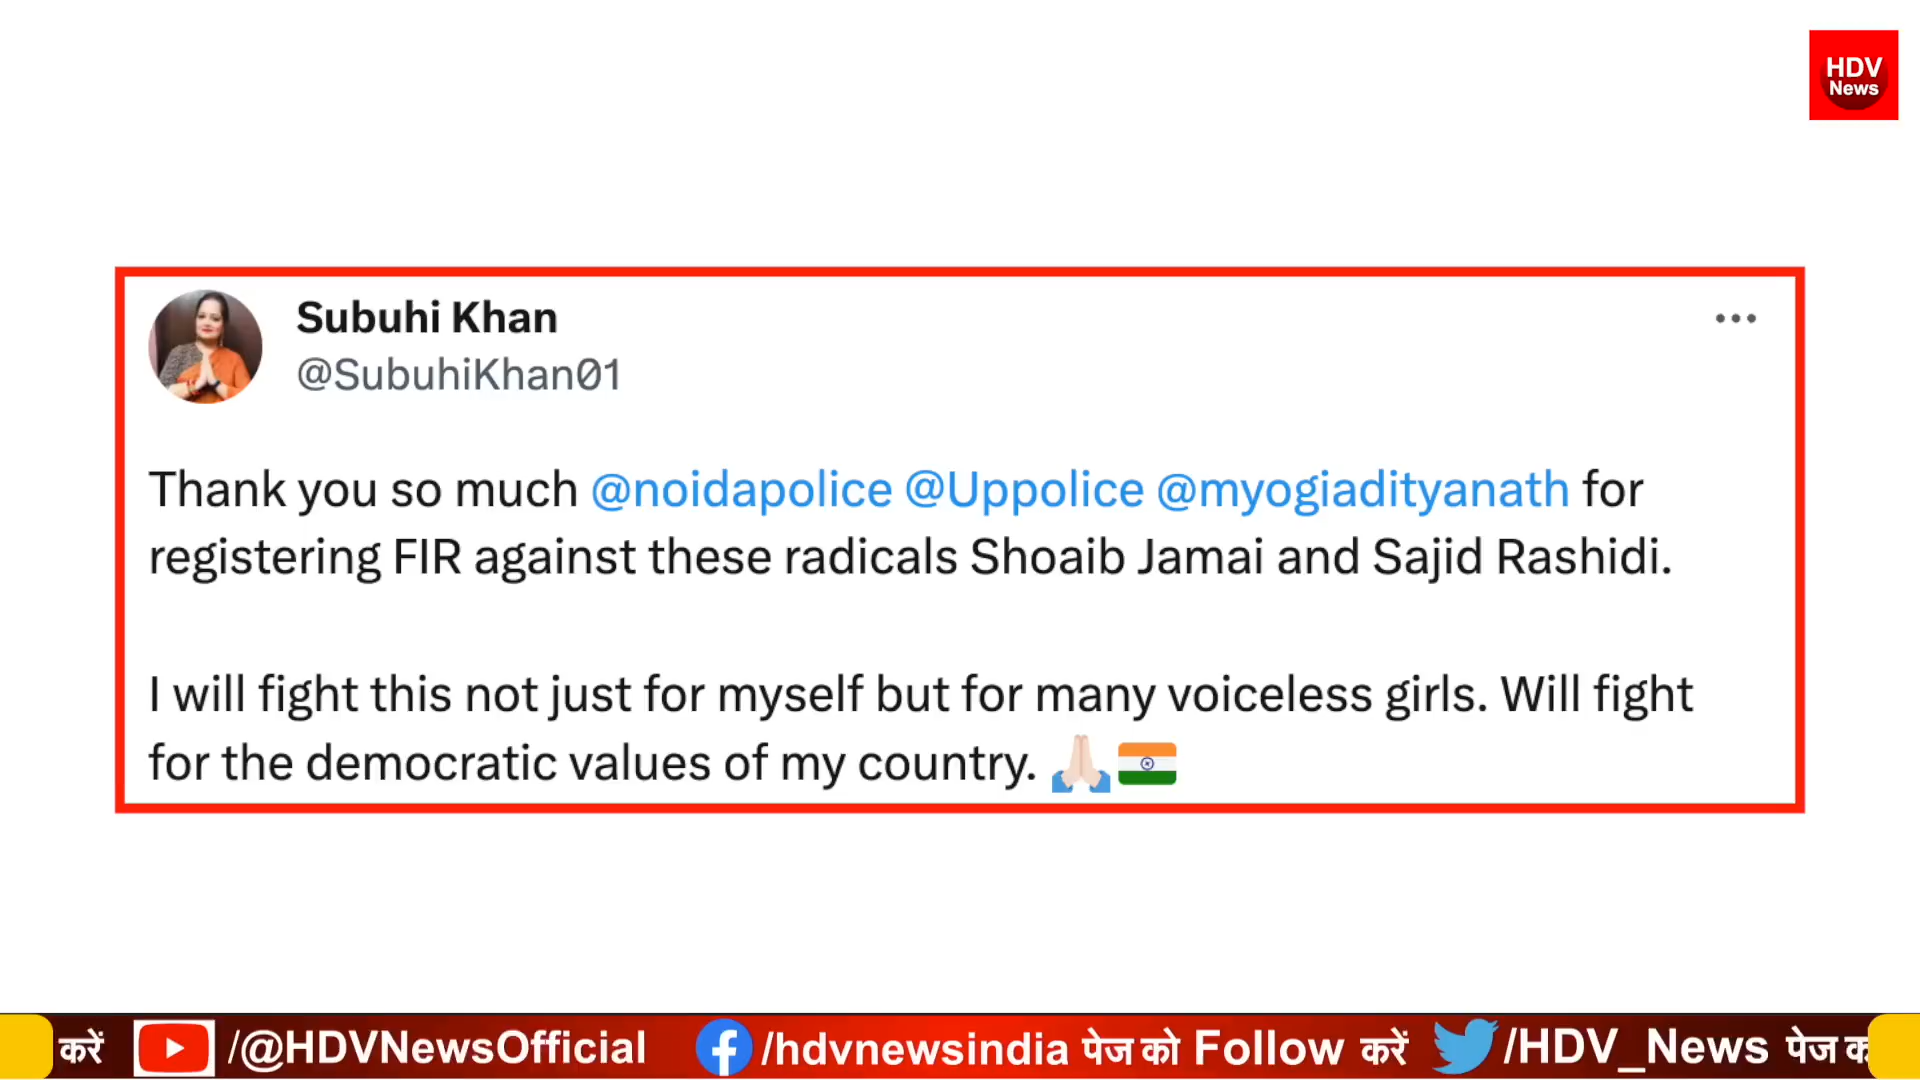 HDV
News
Subuhi Khan
@SubuhiKhan01
Thank you so much @noidapolice @Uppolice @myogiadityanath for
registering FIR against these radicals Shoaib Jamai and Sajid Rashidi.
I will fight this not just for myself but for many voiceless girls. Will fight
for the democratic values of my country. 🙏🏻🇮🇳
करें /@HDVNewsOfficial /hdvnewsindia पेज को Follow करें /HDV_News पेज